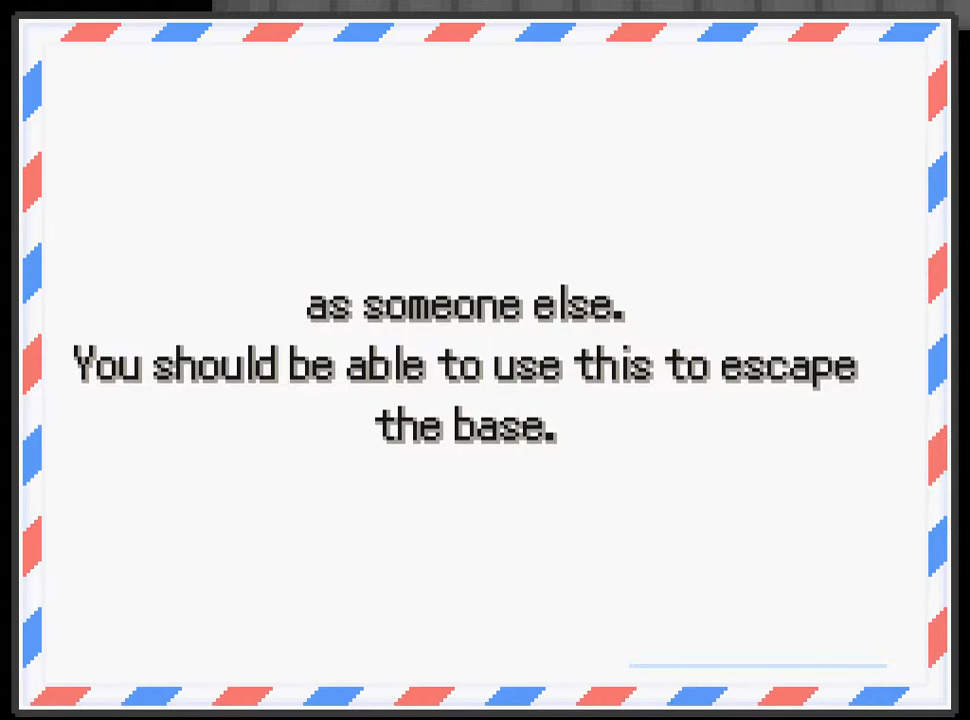 as someone else.
You should be able to use this to escape
the base.